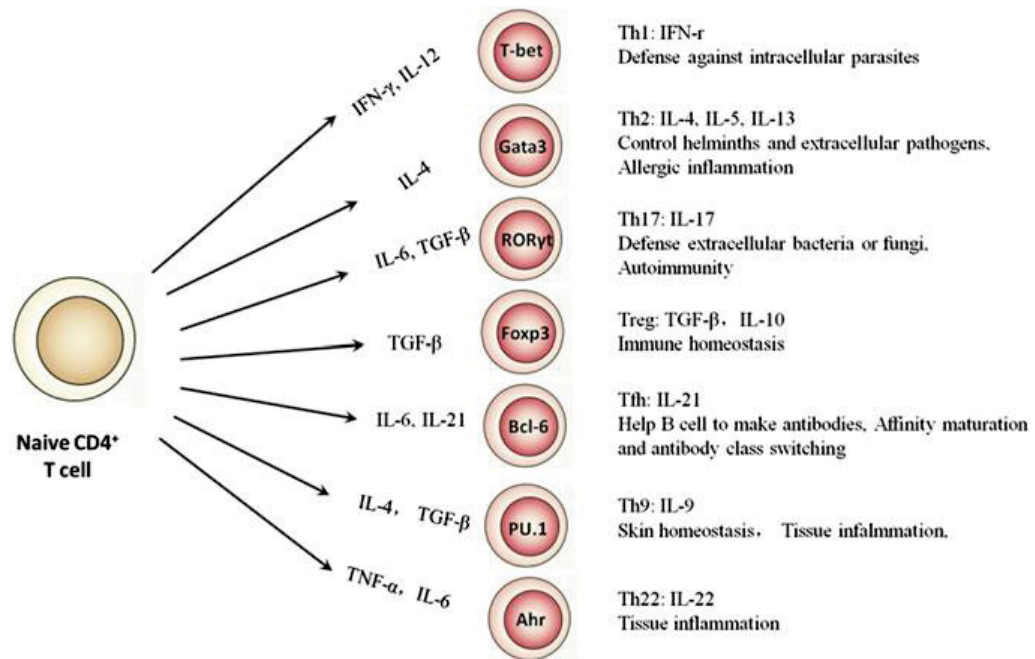 T-bet
Th1: IFN-r
Defense against intracellular parasites
IFN-γ, IL-12
Gata3
Th2: IL-4, IL-5, IL-13
Control helminths and extracellular pathogens,
Allergic inflammation
IL-4
RORγt
Th17: IL-17
Defense extracellular bacteria or fungi,
Autoimmunity
IL-6, TGF-β
Foxp3
Treg: TGF-β， IL-10
Immune homeostasis
TGF-β
Bcl-6
Tfh: IL-21
Help B cell to make antibodies, Affinity maturation
and antibody class switching
IL-6, IL-21
Naive CD4⁺
T cell
PU.1
Th9: IL-9
Skin homeostasis， Tissue infalmmation,
IL-4， TGF-β
Ahr
Th22: IL-22
Tissue inflammation
TNF-α， IL-6